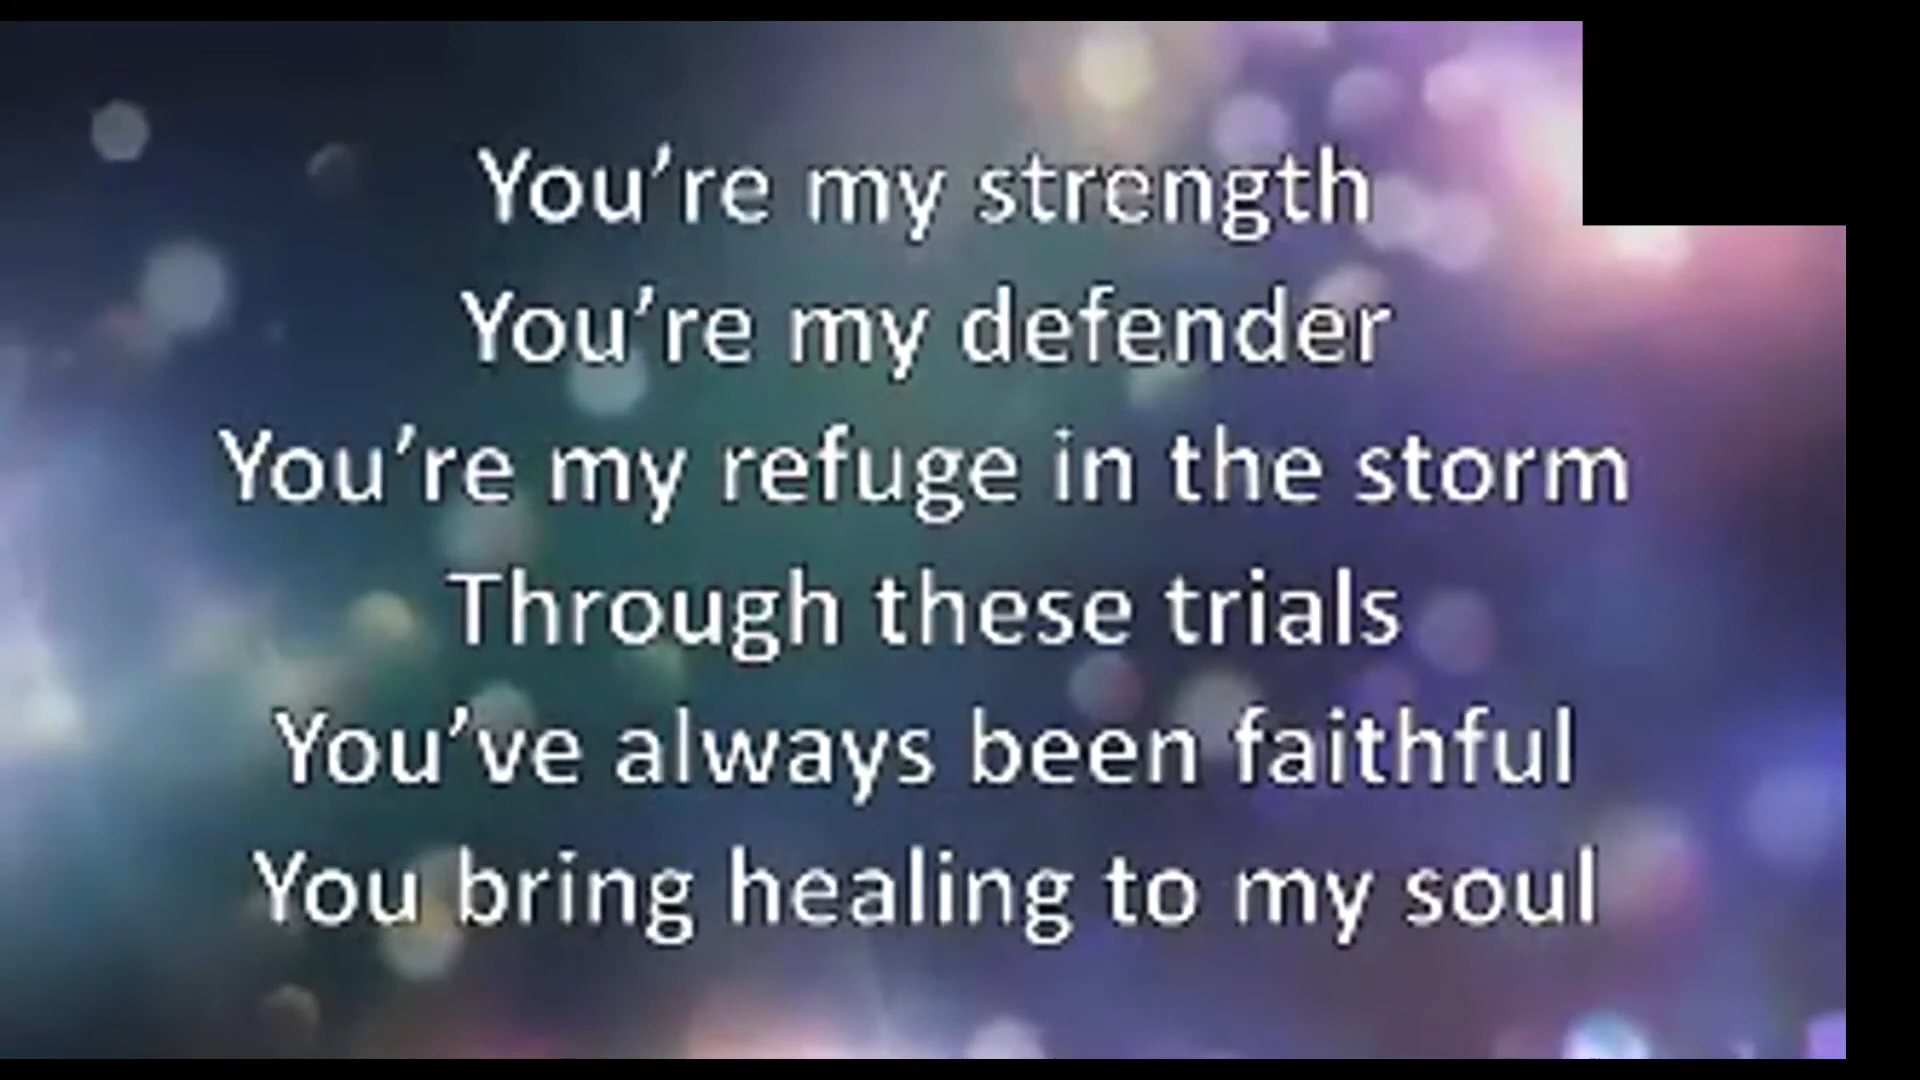 You’re my strength
You’re my defender
You’re my refuge in the storm
Through these trials
You’ve always been faithful
You bring healing to my soul